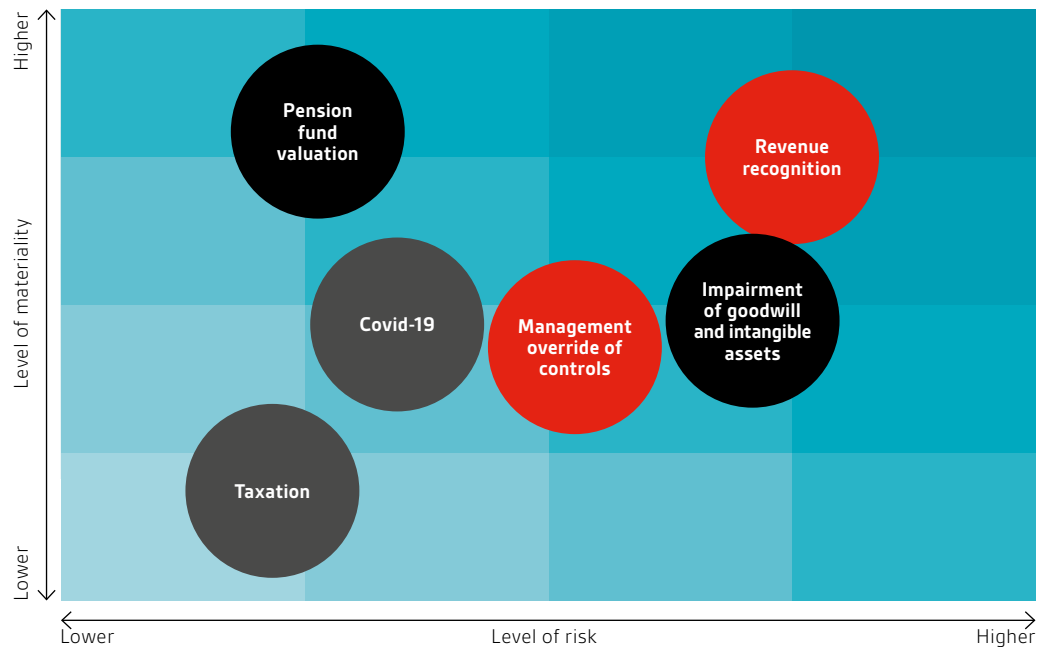 Higher
Level of materiality
Lower
Pension
fund
valuation
Revenue
recognition
Covid-19
Management
override of
controls
Impairment
of goodwill
and intangible
assets
Taxation
Lower
Level of risk
Higher